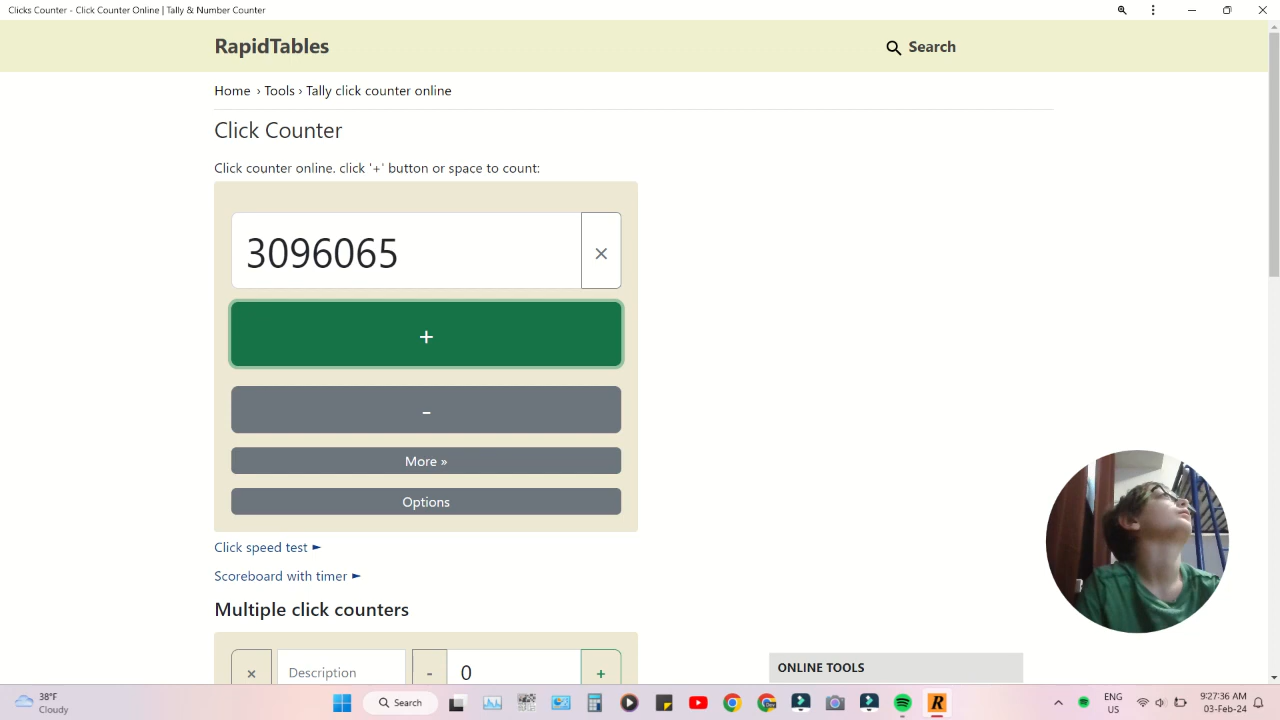 Clicks Counter - Click Counter Online | Tally & Number Counter
RapidTables
Search
Home › Tools › Tally click counter online
Click Counter
Click counter online. click '+' button or space to count:
3096065
×
+
-
More »
Options
Click speed test ►
Scoreboard with timer ►
Multiple click counters
× Description - 0 +
ONLINE TOOLS
38°F
Cloudy
Search
ENG
US
9:27:36 AM
03-Feb-24